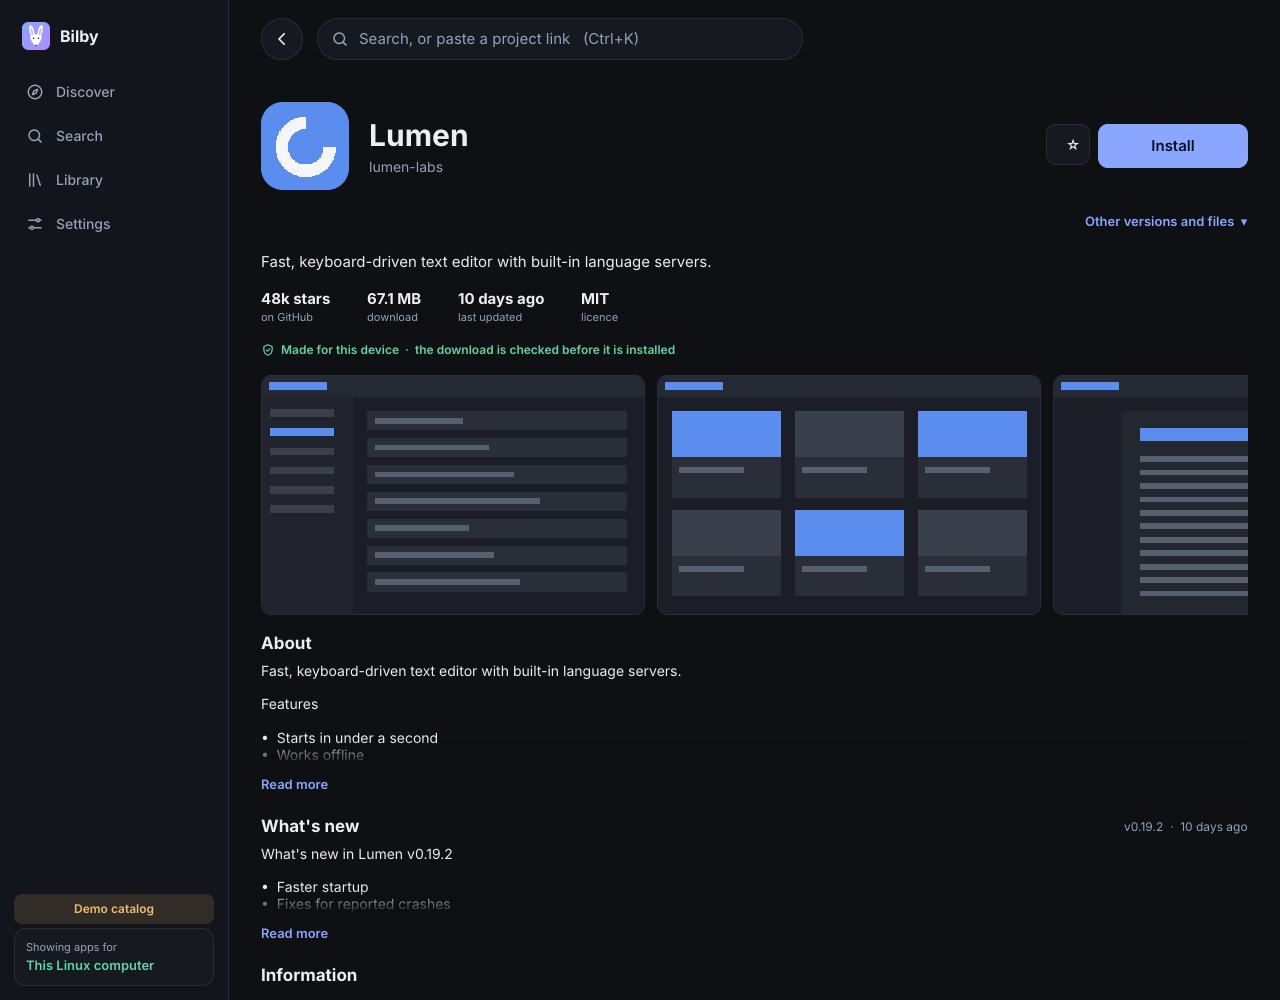 Bilby
Discover
Search
Library
Settings
Demo catalog
Showing apps for
This Linux computer
Search, or paste a project link (Ctrl+K)
Lumen
lumen-labs
☆
Install
Other versions and files ▾
Fast, keyboard-driven text editor with built-in language servers.
48k stars
on GitHub
67.1 MB
download
10 days ago
last updated
MIT
licence
Made for this device · the download is checked before it is installed
About
Fast, keyboard-driven text editor with built-in language servers.
Features
• Starts in under a second
• Works offline
Read more
What's new
v0.19.2 · 10 days ago
What's new in Lumen v0.19.2
• Faster startup
• Fixes for reported crashes
Read more
Information